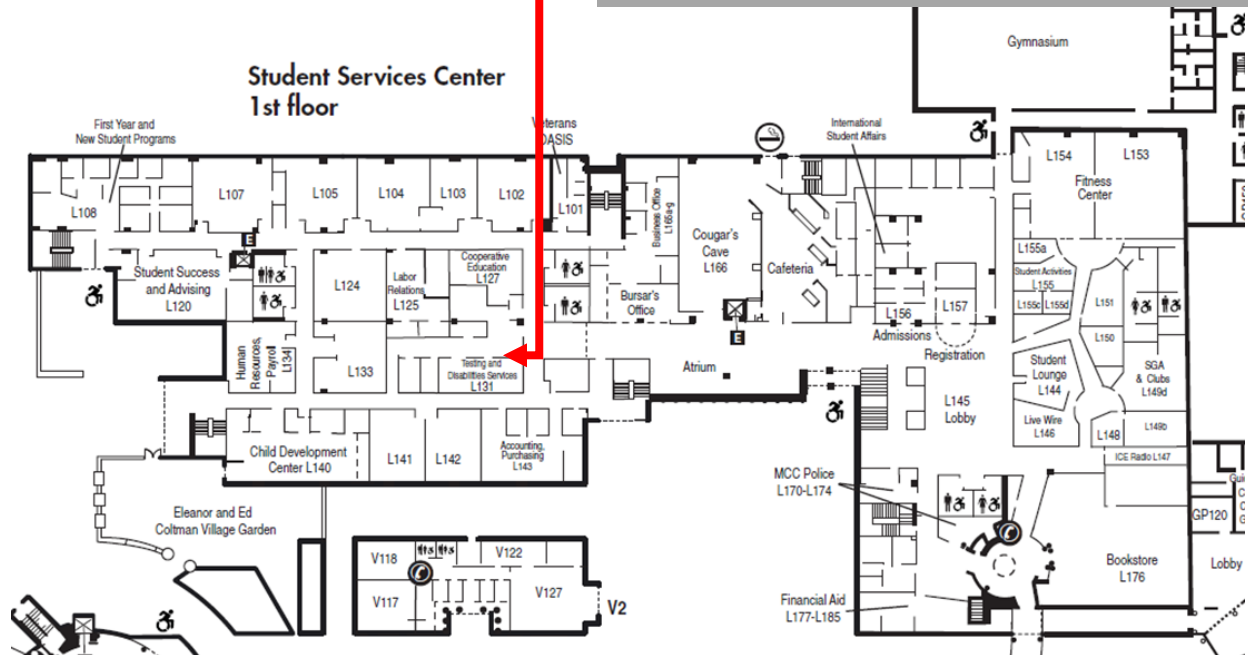 Gymnasium
Student Services Center
1st floor
First Year and
New Student Programs
Veterans
OASIS
International
Student Affairs
L154
L153
Fitness
Center
L107
L105
L104
L103
L102
L101
L108
Business Office
L165a-g
Cougar's
Cave
L166
Cafeteria
E
L155a
Student Activities
L155
L155c
L155d
L151
L150
Student Success
and Advising
L120
L124
Labor
Relations
L125
Cooperative
Education
L127
Bursar's
Office
L156
L157
Admissions
Registration
E
Human
Resources,
Payroll
L134
L133
Testing and
Disabilities Services
L131
Atrium
Student
Lounge
L144
SGA
& Clubs
L149d
L145
Lobby
Live Wire
L146
L148
L149b
ICE Radio L147
Child Development
Center L140
L141
L142
Accounting,
Purchasing
L143
MCC Police
L170-L174
Eleanor and Ed
Coltman Village Garden
GP120
Lobby
V118
V122
V117
V127
V2
Bookstore
L176
Financial Aid
L177-L185